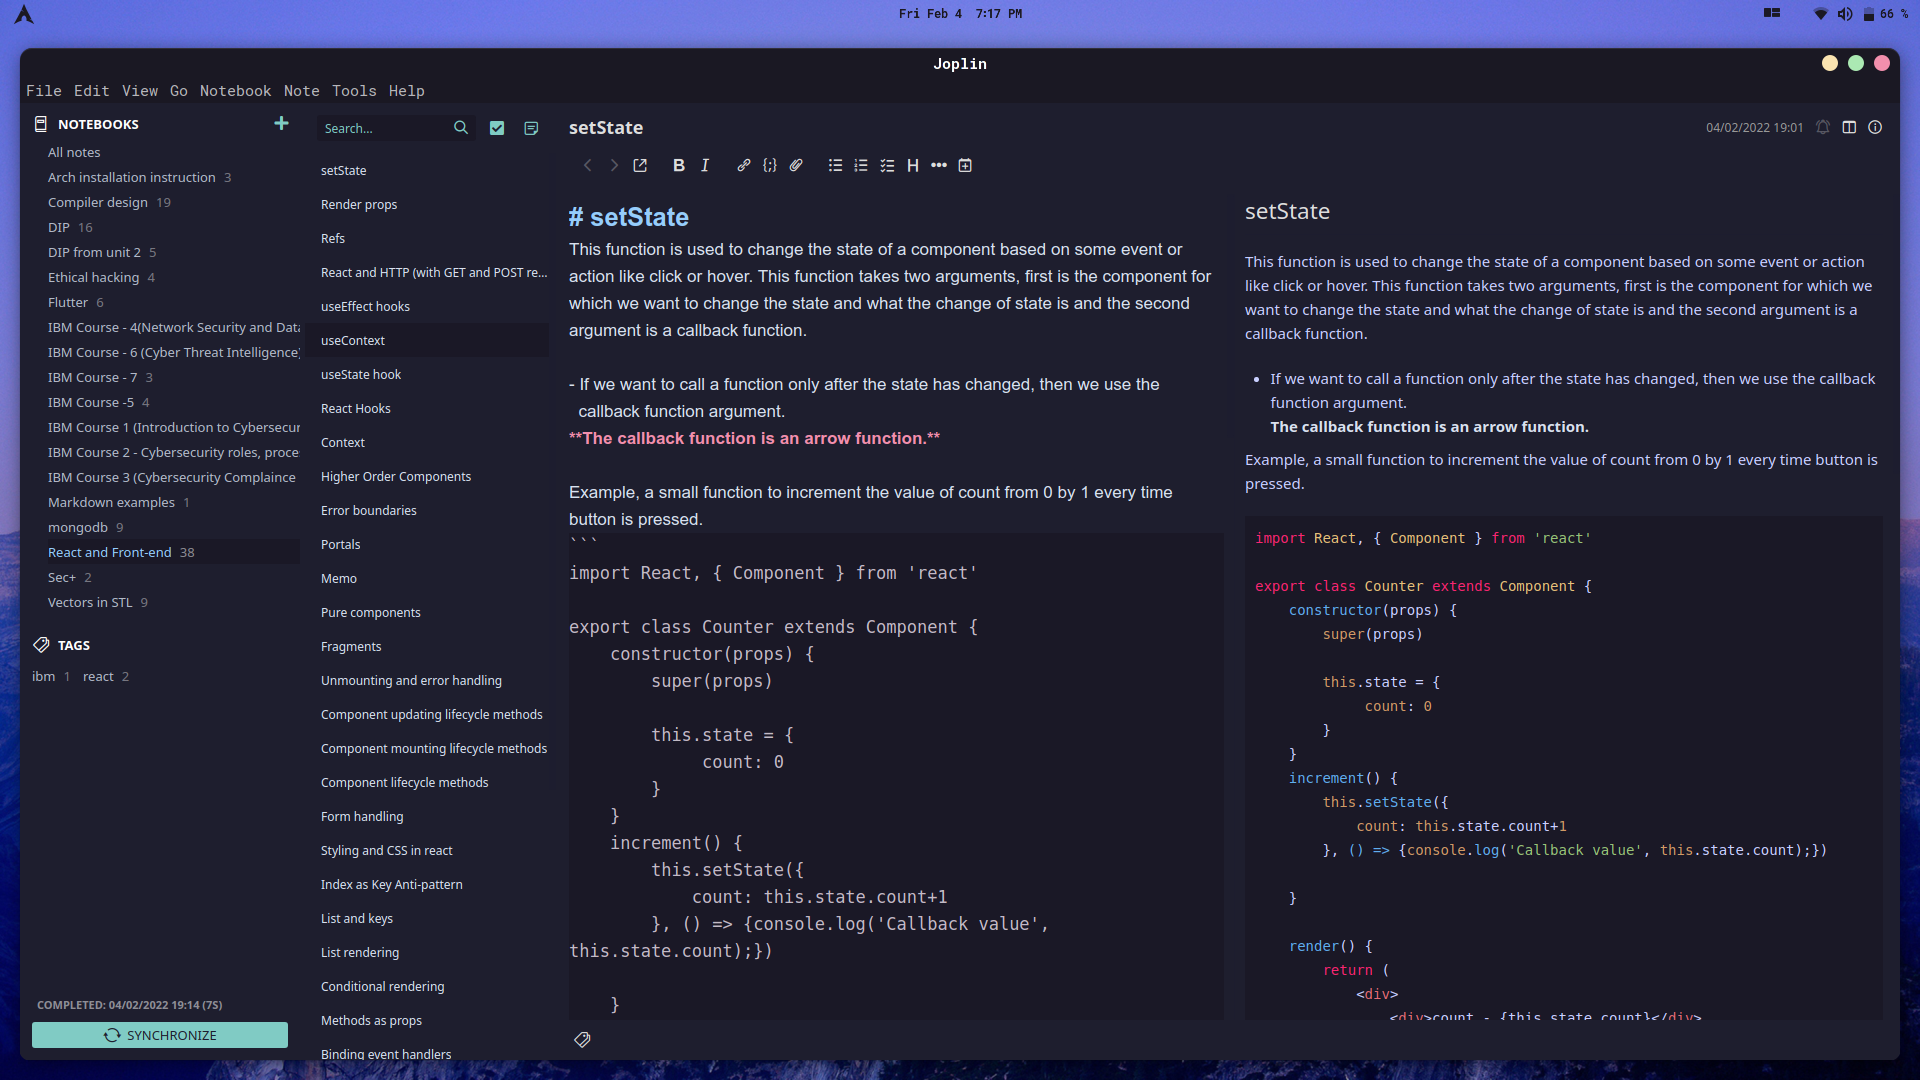 Fri Feb 4 7:17 PM
66 %
Joplin
File Edit View Go Notebook Note Tools Help
NOTEBOOKS
All notes
Arch installation instruction 3
Compiler design 19
DIP 16
DIP from unit 2 5
Ethical hacking 4
Flutter 6
IBM Course - 4(Network Security and Data
IBM Course - 6 (Cyber Threat Intelligence)
IBM Course - 7 3
IBM Course -5 4
IBM Course 1 (Introduction to Cybersecur
IBM Course 2 - Cybersecurity roles, proce
IBM Course 3 (Cybersecurity Complaince
Markdown examples 1
mongodb 9
React and Front-end 38
Sec+ 2
Vectors in STL 9
TAGS
ibm 1 react 2
COMPLETED: 04/02/2022 19:14 (7S)
SYNCHRONIZE
Search...
setState
Render props
Refs
React and HTTP (with GET and POST re...
useEffect hooks
useContext
useState hook
React Hooks
Context
Higher Order Components
Error boundaries
Portals
Memo
Pure components
Fragments
Unmounting and error handling
Component updating lifecycle methods
Component mounting lifecycle methods
Component lifecycle methods
Form handling
Styling and CSS in react
Index as Key Anti-pattern
List and keys
List rendering
Conditional rendering
Methods as props
Binding event handlers
setState
04/02/2022 19:01
B I H
# setState
This function is used to change the state of a component based on some event or
action like click or hover. This function takes two arguments, first is the component for
which we want to change the state and what the change of state is and the second
argument is a callback function.
- If we want to call a function only after the state has changed, then we use the
callback function argument.
**The callback function is an arrow function.**
Example, a small function to increment the value of count from 0 by 1 every time
button is pressed.
```
import React, { Component } from 'react'
export class Counter extends Component {
constructor(props) {
super(props)
this.state = {
count: 0
}
}
increment() {
this.setState({
count: this.state.count+1
}, () => {console.log('Callback value',
this.state.count);})
}
setState
This function is used to change the state of a component based on some event or action
like click or hover. This function takes two arguments, first is the component for which we
want to change the state and what the change of state is and the second argument is a
callback function.
• If we want to call a function only after the state has changed, then we use the callback
function argument.
The callback function is an arrow function.
Example, a small function to increment the value of count from 0 by 1 every time button is
pressed.
import React, { Component } from 'react'
export class Counter extends Component {
constructor(props) {
super(props)
this.state = {
count: 0
}
}
increment() {
this.setState({
count: this.state.count+1
}, () => {console.log('Callback value', this.state.count);})
}
render() {
return (
<div>
<div>count - {this.state.count}</div>